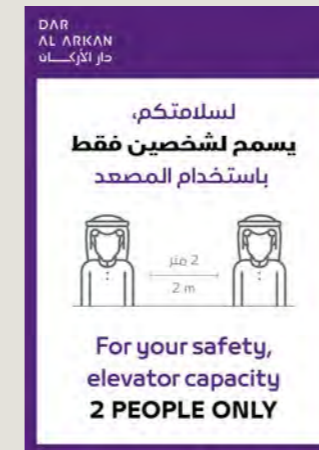 DAR
AL ARKAN
دار الأركـــان
لسلامتكم،
يسمح لشخصين فقط
باستخدام المصعد
2 متر
2 m
For your safety,
elevator capacity
2 PEOPLE ONLY